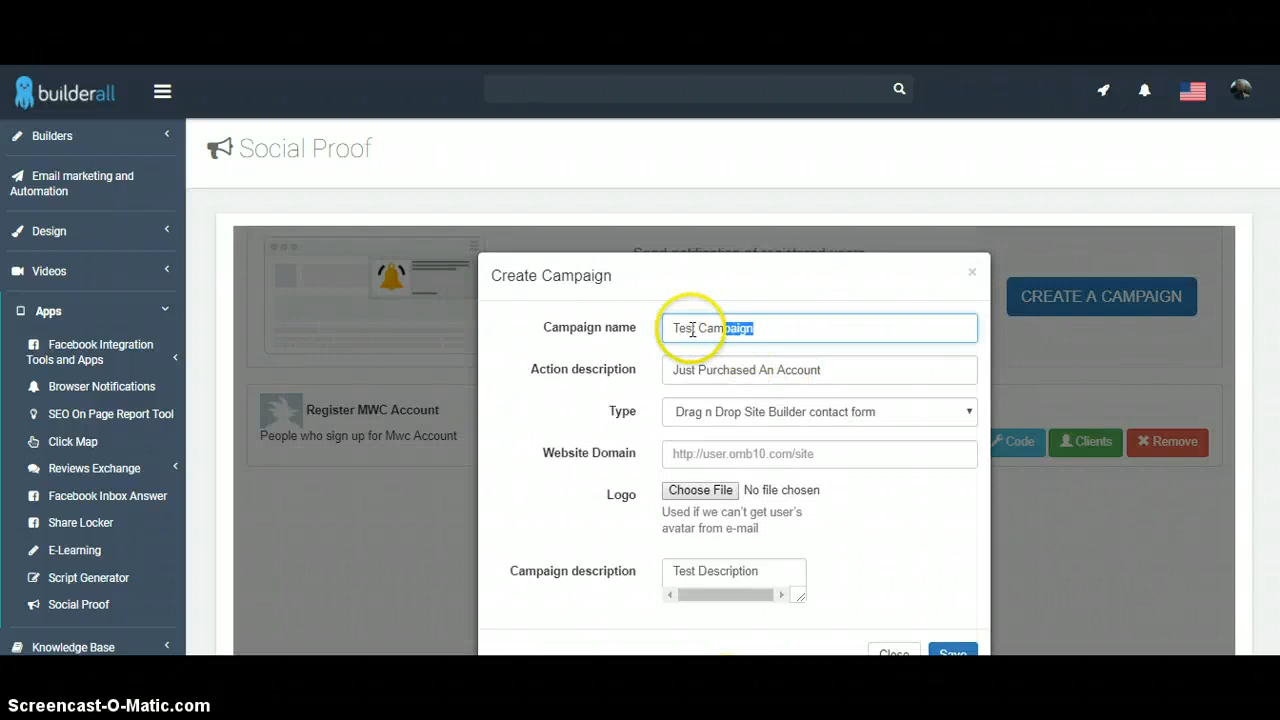 builderall
Builders
Email marketing and
Automation
Design
Videos
Apps
Facebook Integration
Tools and Apps
Browser Notifications
SEO On Page Report Tool
Click Map
Reviews Exchange
Facebook Inbox Answer
Share Locker
E-Learning
Script Generator
Social Proof
Knowledge Base
Social Proof
CREATE A CAMPAIGN
Register MWC Account
People who sign up for Mwc Account
Code
Clients
Remove
Create Campaign
×
Campaign name
Test Campaign
Action description
Just Purchased An Account
Type
Drag n Drop Site Builder contact form
Website Domain
http://user.omb10.com/site
Logo
Choose File No file chosen
Used if we can't get user's
avatar from e-mail
Campaign description
Test Description
Close
Save
Screencast-O-Matic.com